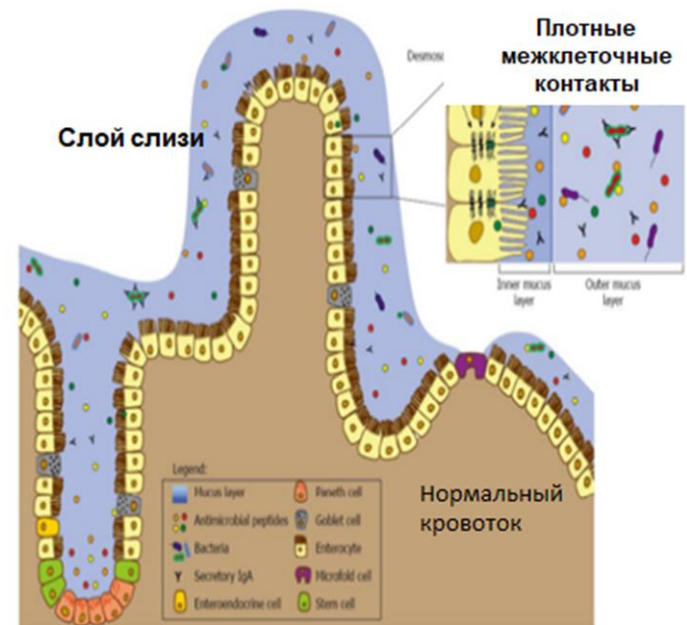 Плотные
межклеточные
контакты
Desmos
Слой слизи
Inner mucus
layer
Outer mucus
layer
Legend:
Mucus layer
Antimicrobial peptides
Bacteria
Secretory IgA
Enteroendocrine cell
Paneth cell
Goblet cell
Enterocyte
Microfold cell
Stem cell
Нормальный
кровоток